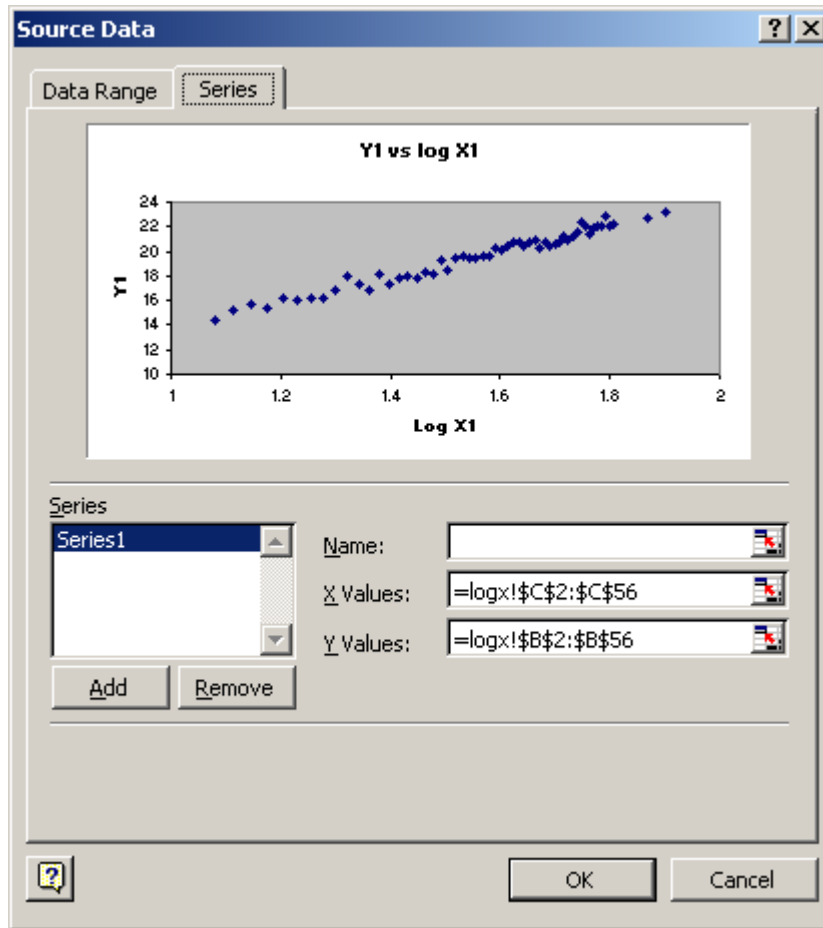 Source Data
Data Range Series
Y1 vs log X1
24
22
20
18
16
14
12
10
Y1
1 1.2 1.4 1.6 1.8 2
Log X1
Series
Series1
Name:
X Values: =logx!$C$2:$C$56
Y Values: =logx!$B$2:$B$56
Add Remove
OK Cancel